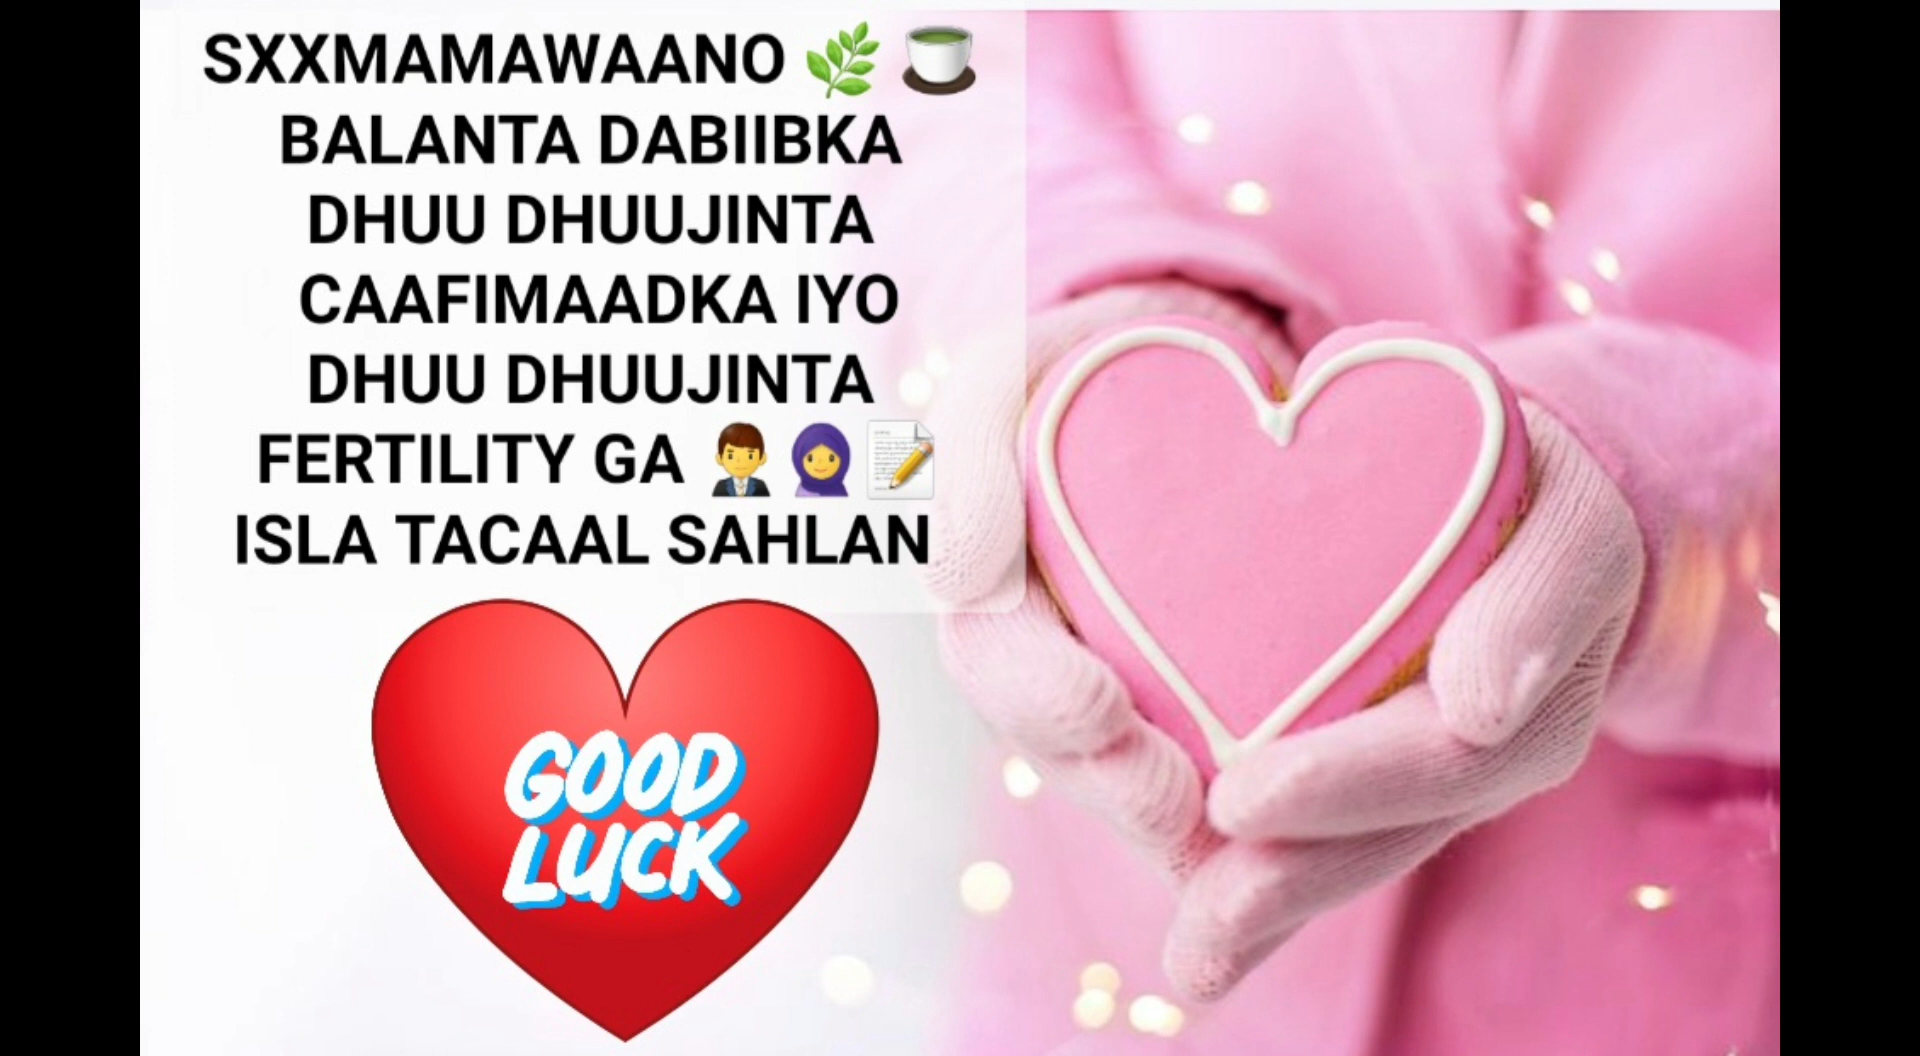 SXXMAMAWAANO 🌿 🍵
BALANTA DABIIBKA
DHUU DHUUJINTA
CAAFIMAADKA IYO
DHUU DHUUJINTA
FERTILITY GA 👨‍💼 🧕 📝
ISLA TACAAL SAHLAN
GOOD
LUCK